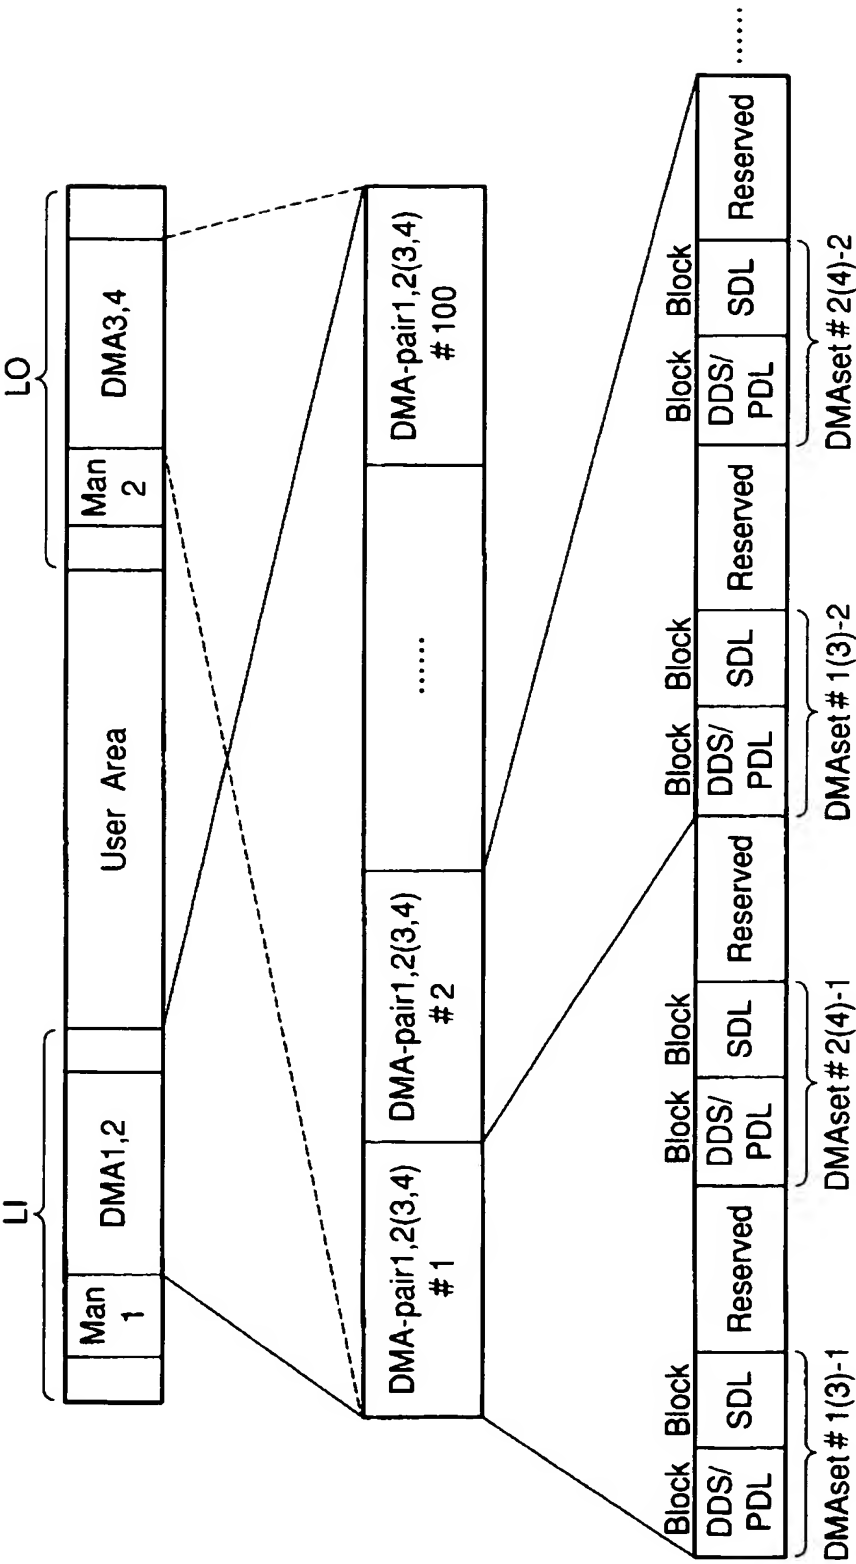 LI
LO
Man
1
DMA1,2
User Area
Man
2
DMA3,4
DMA-pair1,2(3,4)
#1
DMA-pair1,2(3,4)
#2
......
DMA-pair1,2(3,4)
#100
Block
Block
Block
Block
Block
Block
Block
Block
DDS/
PDL
SDL
Reserved
DDS/
PDL
SDL
Reserved
DDS/
PDL
SDL
Reserved
DDS/
PDL
SDL
Reserved
......
DMAset#1(3)-1
DMAset#2(4)-1
DMAset#1(3)-2
DMAset#2(4)-2